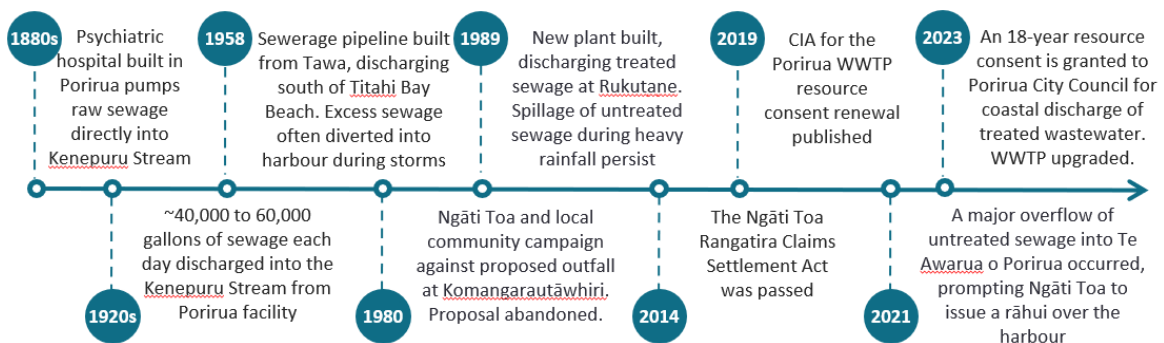 1880s
Psychiatric
hospital built in
Porirua pumps
raw sewage
directly into
Kenepuru Stream
1958
Sewerage pipeline built
from Tawa, discharging
south of Titahi Bay
Beach. Excess sewage
often diverted into
harbour during storms
1989
New plant built,
discharging treated
sewage at Rukutane.
Spillage of untreated
sewage during heavy
rainfall persist
2019
CIA for the
Porirua WWTP
resource
consent renewal
published
2023
An 18-year resource
consent is granted to
Porirua City Council for
coastal discharge of
treated wastewater.
WWTP upgraded.
1920s
~40,000 to 60,000
gallons of sewage each
day discharged into the
Kenepuru Stream from
Porirua facility
1980
Ngāti Toa and local
community campaign
against proposed outfall
at Komangarautāwhiri.
Proposal abandoned.
2014
The Ngāti Toa
Rangatira Claims
Settlement Act
was passed
2021
A major overflow of
untreated sewage into Te
Awarua o Porirua occurred,
prompting Ngāti Toa to
issue a rāhui over the
harbour